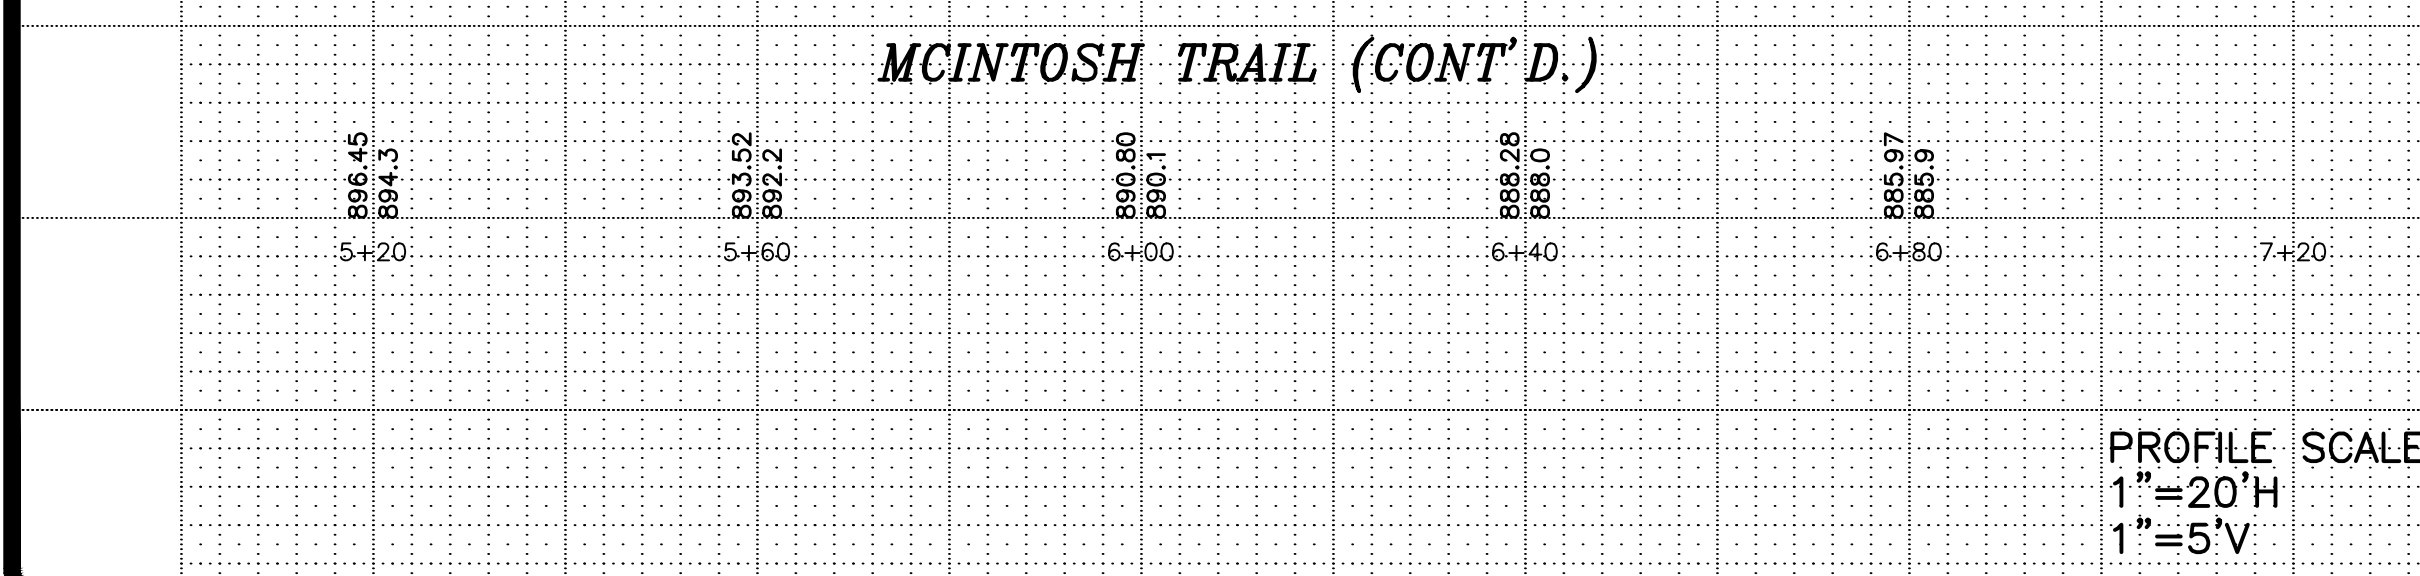 MCINTOSH TRAIL (CONT'D.)
896.45
894.3
893.52
892.2
890.80
890.1
888.28
888.0
885.97
885.9
5+20 5+60 6+00 6+40 6+80 7+20
PROFILE SCALE
1"=20'H
1"=5'V